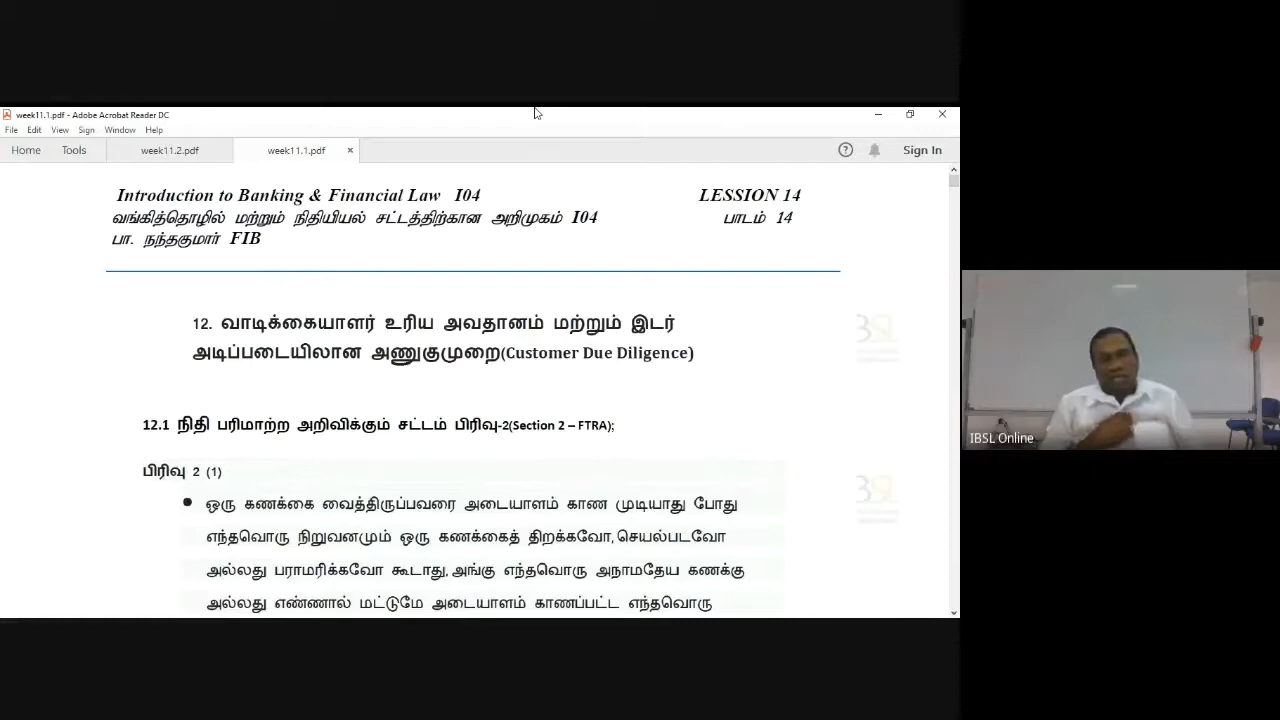 week11.1.pdf - Adobe Acrobat Reader DC
File Edit View Sign Window Help
Home Tools week11.2.pdf week11.1.pdf × Sign In
Introduction to Banking & Financial Law I04 LESSION 14
வங்கித்தொழில் மற்றும் நிதியியல் சட்டத்திற்கான அறிமுகம் I04 பாடம் 14
பா. நந்தகுமார் FIB
12. வாடிக்கையாளர் உரிய அவதானம் மற்றும் இடர்
அடிப்படையிலான அணுகுமுறை(Customer Due Diligence)
12.1 நிதி பரிமாற்ற அறிவிக்கும் சட்டம் பிரிவு-2(Section 2 – FTRA);
பிரிவு 2 (1)
● ஒரு கணக்கை வைத்திருப்பவரை அடையாளம் காண முடியாது போது
எந்தவொரு நிறுவனமும் ஒரு கணக்கைத் திறக்கவோ,செயல்படவோ
அல்லது பராமரிக்கவோ கூடாது,அங்கு எந்தவொரு அநாமதேய கணக்கு
அல்லது எண்ணால் மட்டுமே அடையாளம் காணப்பட்ட எந்தவொரு
IBSL Online